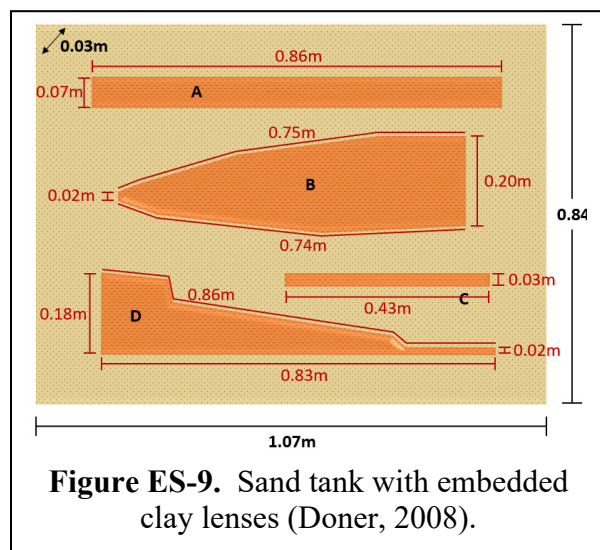 0.03m
0.86m
0.07m
A
0.75m
B
0.02m
0.20m
0.84
0.74m
0.03m
0.86m
0.43m
C
0.18m
D
0.02m
0.83m
1.07m
Figure ES-9. Sand tank with embedded
clay lenses (Doner, 2008).